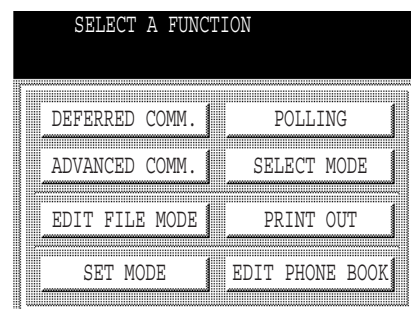 SELECT A FUNCTION
DEFERRED COMM. POLLING
ADVANCED COMM. SELECT MODE
EDIT FILE MODE PRINT OUT
SET MODE EDIT PHONE BOOK